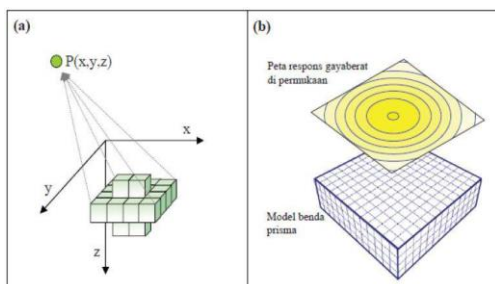 (a)
P(x,y,z)
x
y
z
(b)
Peta respons gayaberat
di permukaan
Model benda
prisma